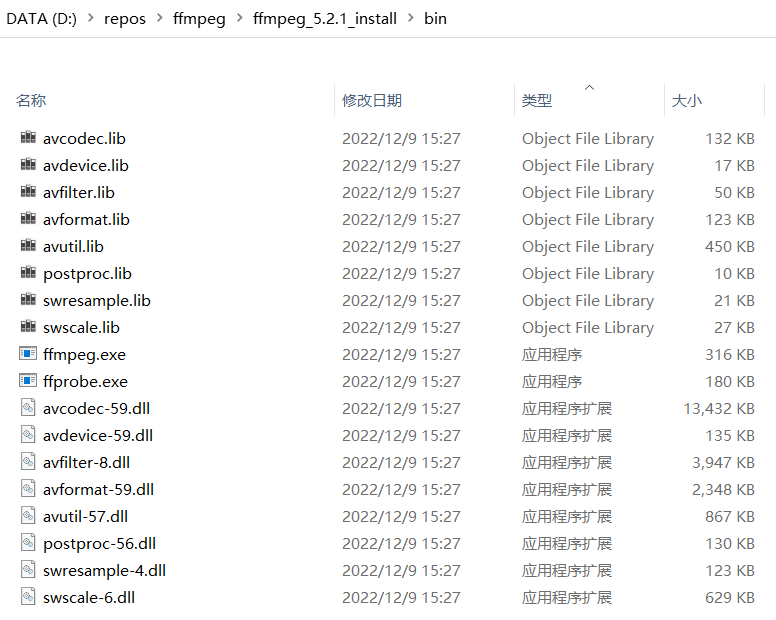 DATA (D:) > repos > ffmpeg > ffmpeg_5.2.1_install > bin
名称 修改日期 类型 大小
avcodec.lib 2022/12/9 15:27 Object File Library 132 KB
avdevice.lib 2022/12/9 15:27 Object File Library 17 KB
avfilter.lib 2022/12/9 15:27 Object File Library 50 KB
avformat.lib 2022/12/9 15:27 Object File Library 123 KB
avutil.lib 2022/12/9 15:27 Object File Library 450 KB
postproc.lib 2022/12/9 15:27 Object File Library 10 KB
swresample.lib 2022/12/9 15:27 Object File Library 21 KB
swscale.lib 2022/12/9 15:27 Object File Library 27 KB
ffmpeg.exe 2022/12/9 15:27 应用程序 316 KB
ffprobe.exe 2022/12/9 15:27 应用程序 180 KB
avcodec-59.dll 2022/12/9 15:27 应用程序扩展 13,432 KB
avdevice-59.dll 2022/12/9 15:27 应用程序扩展 135 KB
avfilter-8.dll 2022/12/9 15:27 应用程序扩展 3,947 KB
avformat-59.dll 2022/12/9 15:27 应用程序扩展 2,348 KB
avutil-57.dll 2022/12/9 15:27 应用程序扩展 867 KB
postproc-56.dll 2022/12/9 15:27 应用程序扩展 130 KB
swresample-4.dll 2022/12/9 15:27 应用程序扩展 123 KB
swscale-6.dll 2022/12/9 15:27 应用程序扩展 629 KB